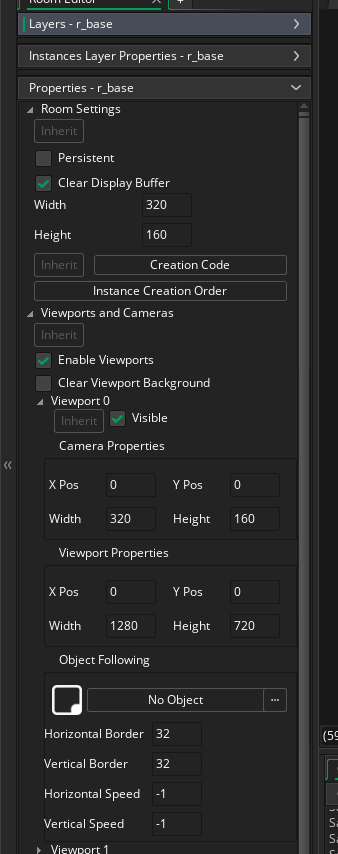 Room Editor
Layers - r_base
Instances Layer Properties - r_base
Properties - r_base
Room Settings
Inherit
Persistent
Clear Display Buffer
Width 320
Height 160
Inherit Creation Code
Instance Creation Order
Viewports and Cameras
Inherit
Enable Viewports
Clear Viewport Background
Viewport 0
Inherit Visible
Camera Properties
X Pos 0 Y Pos 0
Width 320 Height 160
Viewport Properties
X Pos 0 Y Pos 0
Width 1280 Height 720
Object Following
No Object ...
Horizontal Border 32
(59
Vertical Border 32
Horizontal Speed -1
Vertical Speed -1
Viewport 1